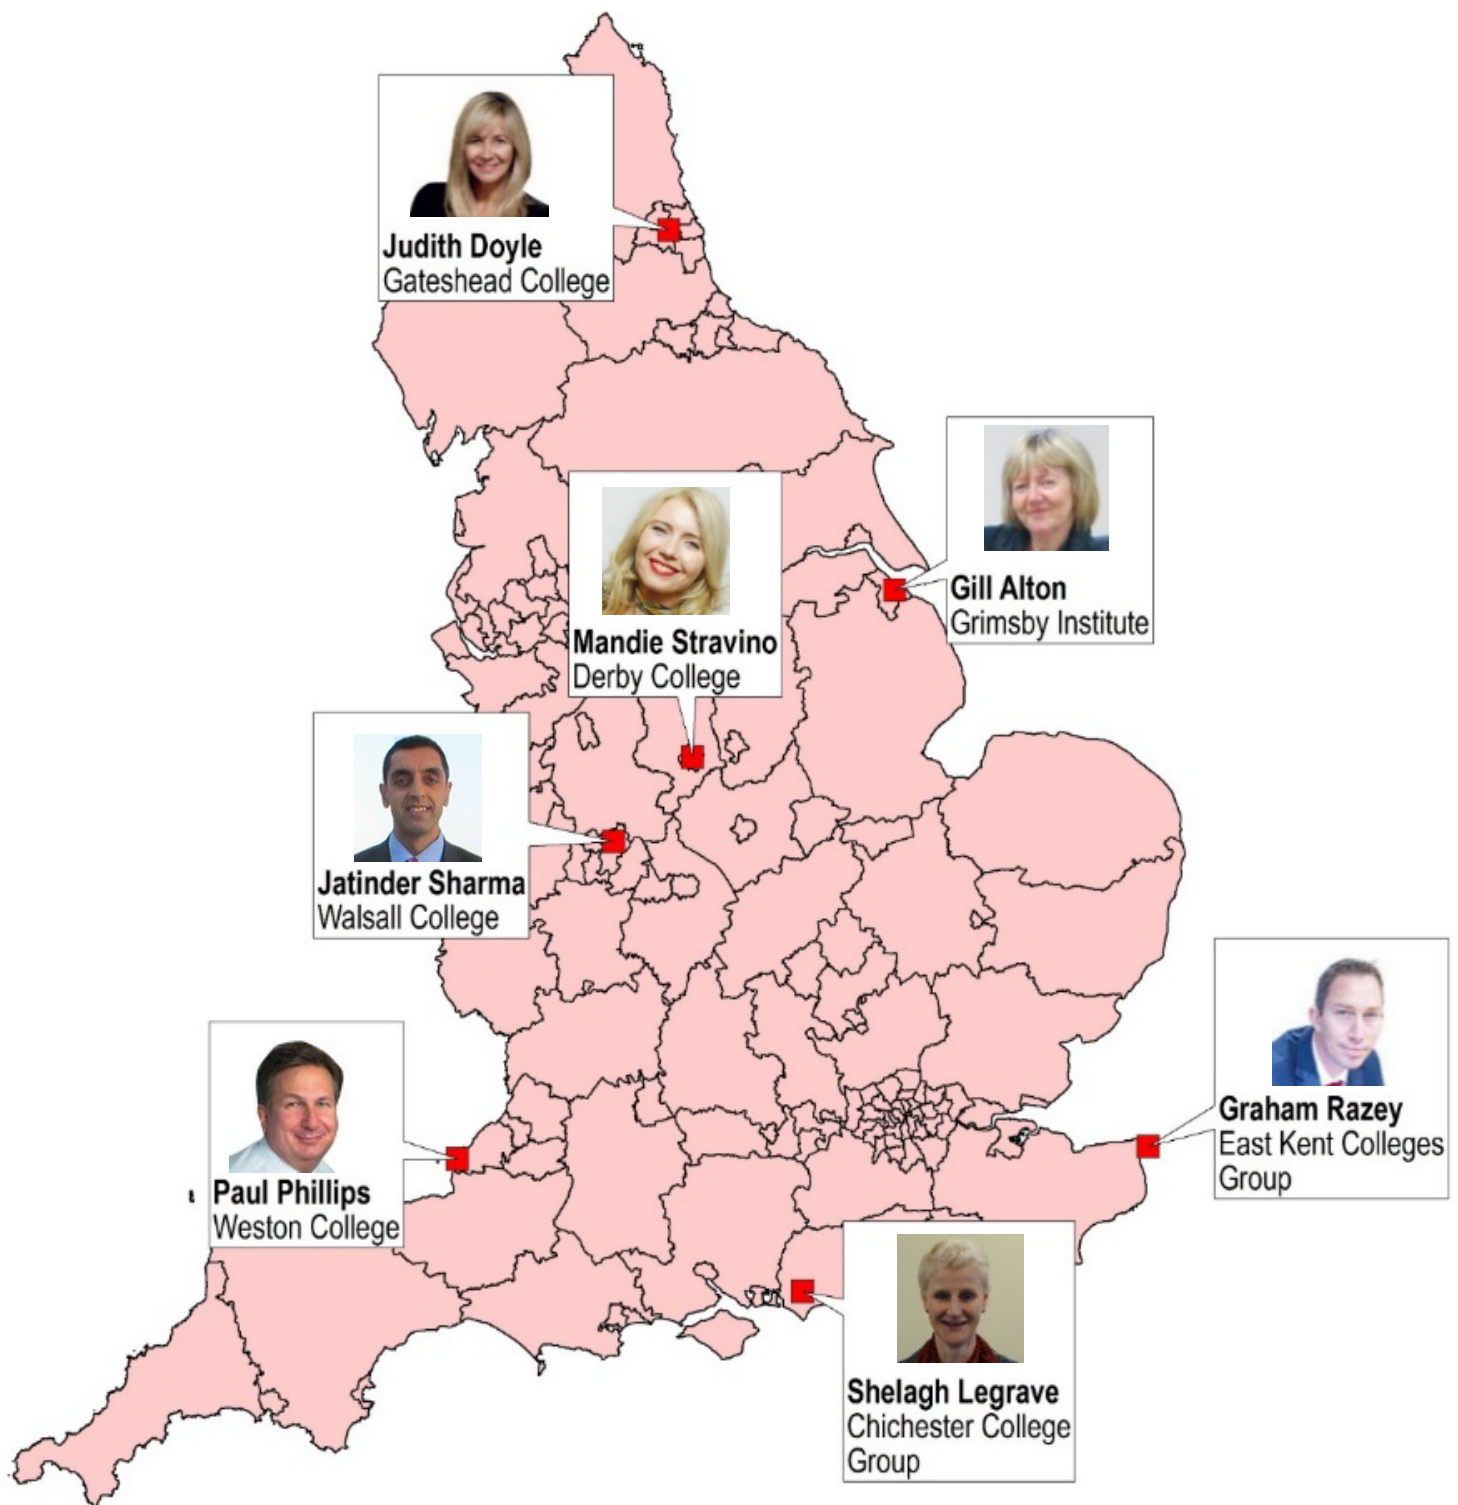 Judith Doyle
Gateshead College
Gill Alton
Grimsby Institute
Mandie Stravino
Derby College
Jatinder Sharma
Walsall College
Graham Razey
East Kent Colleges
Group
Paul Phillips
Weston College
Shelagh Legrave
Chichester College
Group